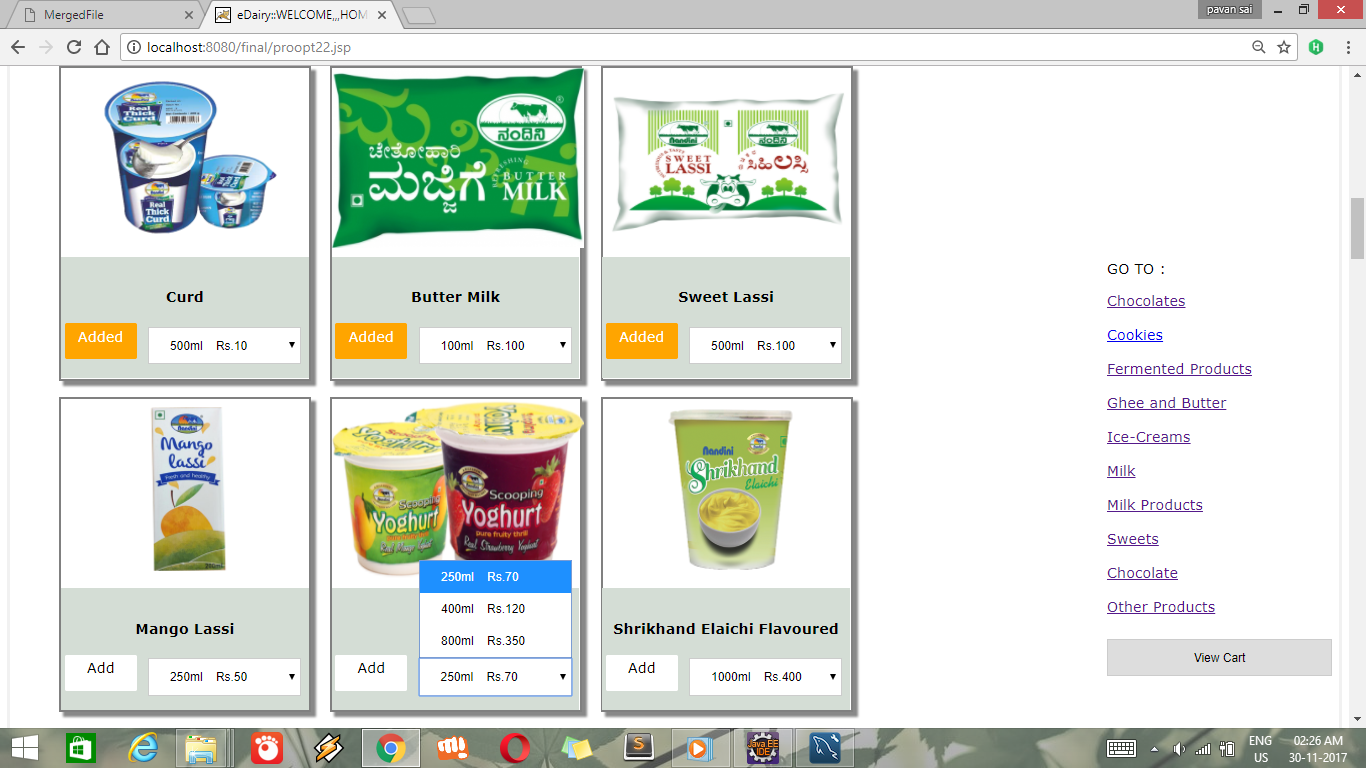 MergedFile
eDairy::WELCOME,,,HOM
pavan sai
localhost:8080/final/proopt22.jsp
Real
Thick
Curd
Real
Thick
Curd
ನಂದಿನಿ
ಚೇತೋಹಾರಿ
ಮಜ್ಜಿಗೆ
REFRESHING
BUTTER
MILK
Nandini
SWEET
LASSI
ನಂದಿನಿ
ಸಿಹಿ ಲಸ್ಸಿ
Curd
Butter Milk
Sweet Lassi
Added
500ml Rs.10
Added
100ml Rs.100
Added
500ml Rs.100
Nandini
Mango
lassi
Fresh and healthy
Scooping
Yoghurt
Real Mango Yoghurt
Scooping
Yoghurt
pure fruity thrill
Real Strawberry Yoghurt
Nandini
Shrikhand
Elaichi
250ml Rs.70
400ml Rs.120
800ml Rs.350
Mango Lassi
Shrikhand Elaichi Flavoured
Add
250ml Rs.50
Add
250ml Rs.70
Add
1000ml Rs.400
GO TO :
Chocolates
Cookies
Fermented Products
Ghee and Butter
Ice-Creams
Milk
Milk Products
Sweets
Chocolate
Other Products
View Cart
Java EE
IDE
ENG
US
02:26 AM
30-11-2017